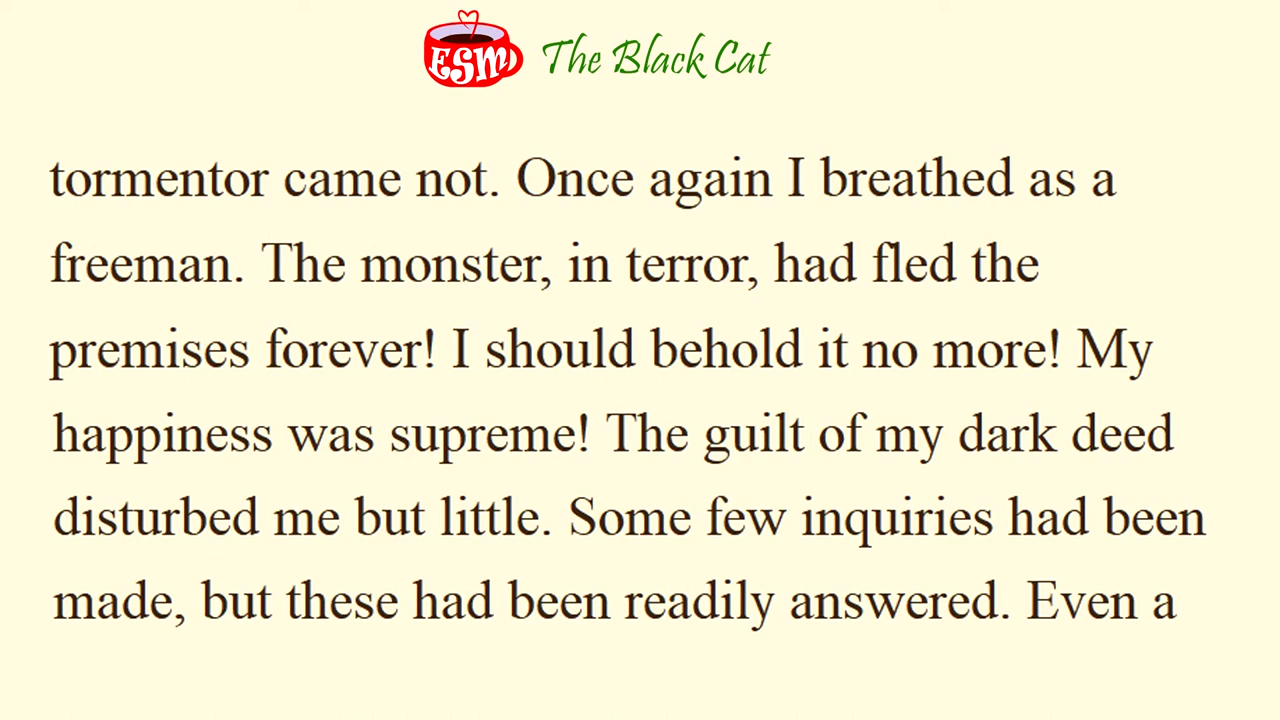 ESM The Black Cat
tormentor came not. Once again I breathed as a
freeman. The monster, in terror, had fled the
premises forever! I should behold it no more! My
happiness was supreme! The guilt of my dark deed
disturbed me but little. Some few inquiries had been
made, but these had been readily answered. Even a